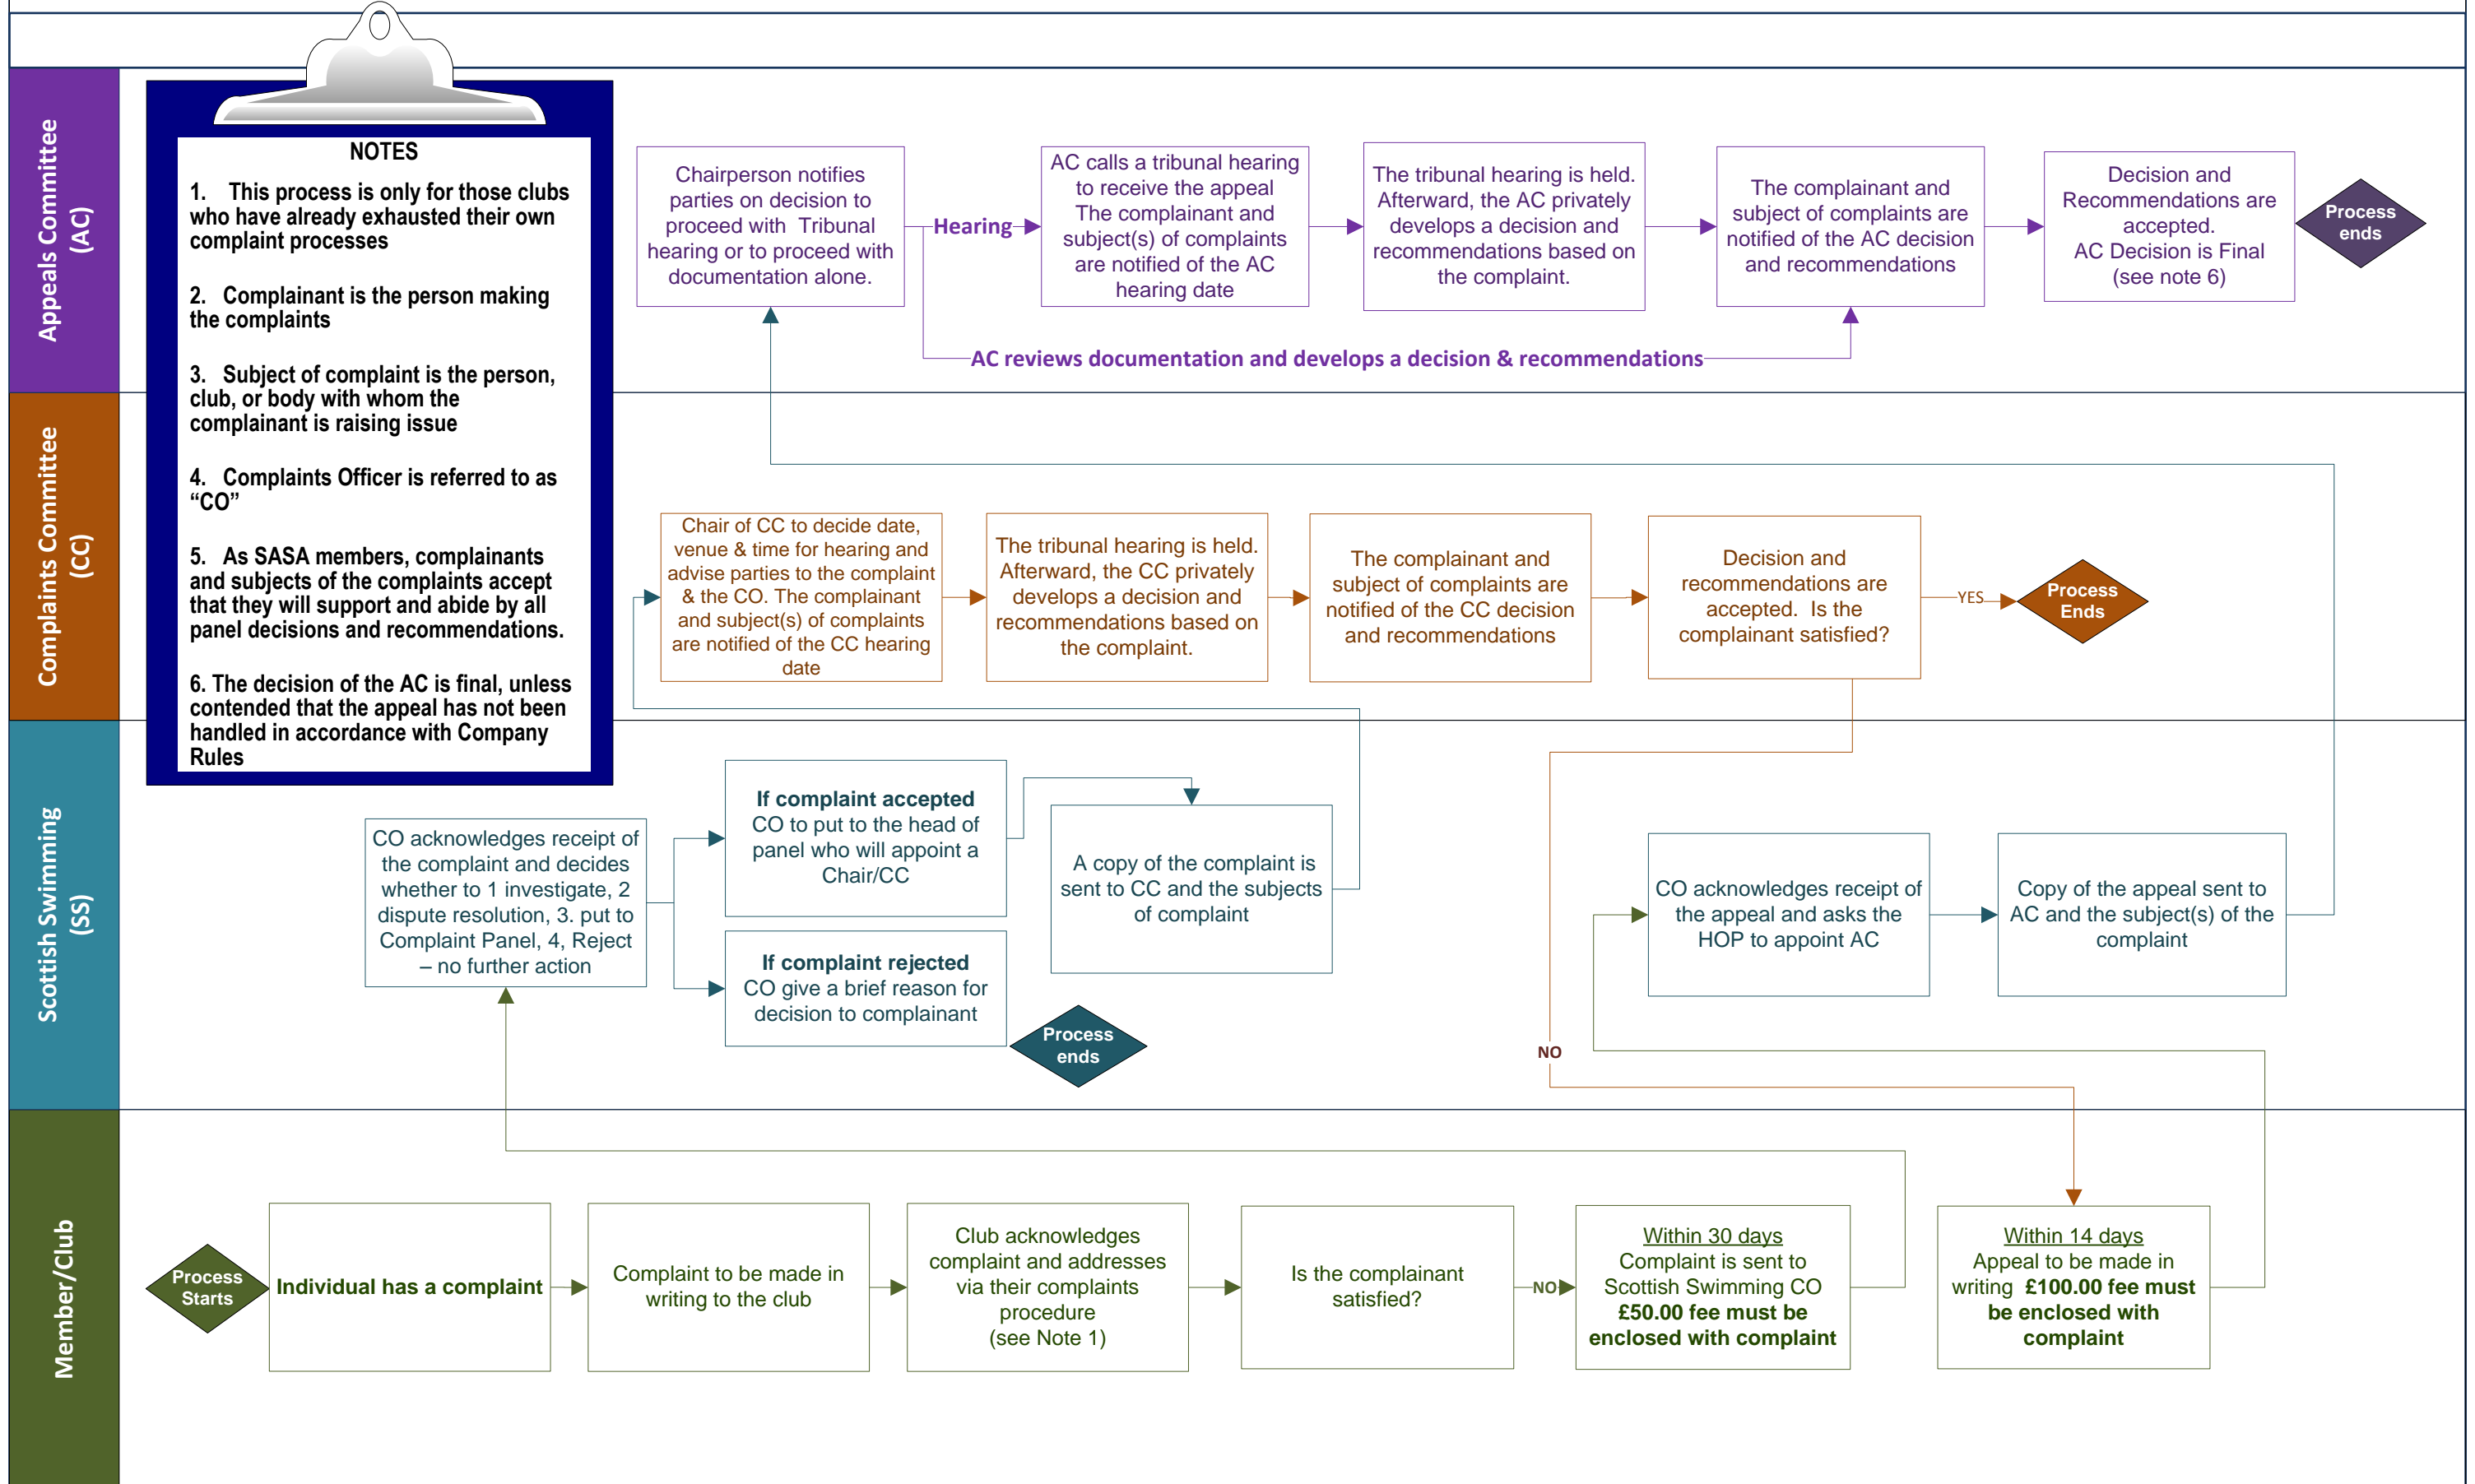 Appeals Committee
(AC)
NOTES
1. This process is only for those clubs
who have already exhausted their own
complaint processes
2. Complainant is the person making
the complaints
3. Subject of complaint is the person,
club, or body with whom the
complainant is raising issue
4. Complaints Officer is referred to as
“CO”
5. As SASA members, complainants
and subjects of the complaints accept
that they will support and abide by all
panel decisions and recommendations.
6. The decision of the AC is final, unless
contended that the appeal has not been
handled in accordance with Company
Rules
Chairperson notifies
parties on decision to
proceed with Tribunal
hearing or to proceed with
documentation alone.
Hearing
AC calls a tribunal hearing
to receive the appeal
The complainant and
subject(s) of complaints
are notified of the AC
hearing date
The tribunal hearing is held.
Afterward, the AC privately
develops a decision and
recommendations based on
the complaint.
The complainant and
subject of complaints are
notified of the AC decision
and recommendations
Decision and
Recommendations are
accepted.
AC Decision is Final
(see note 6)
Process
ends
AC reviews documentation and develops a decision & recommendations
Complaints Committee
(CC)
Chair of CC to decide date,
venue & time for hearing and
advise parties to the complaint
& the CO. The complainant
and subject(s) of complaints
are notified of the CC hearing
date
The tribunal hearing is held.
Afterward, the CC privately
develops a decision and
recommendations based on
the complaint.
The complainant and
subject of complaints are
notified of the CC decision
and recommendations
Decision and
recommendations are
accepted. Is the
complainant satisfied?
YES
Process
Ends
Scottish Swimming
(SS)
CO acknowledges receipt of
the complaint and decides
whether to 1 investigate, 2
dispute resolution, 3. put to
Complaint Panel, 4, Reject
– no further action
If complaint accepted
CO to put to the head of
panel who will appoint a
Chair/CC
If complaint rejected
CO give a brief reason for
decision to complainant
Process
ends
A copy of the complaint is
sent to CC and the subjects
of complaint
NO
CO acknowledges receipt of
the appeal and asks the
HOP to appoint AC
Copy of the appeal sent to
AC and the subject(s) of the
complaint
Member/Club
Process
Starts
Individual has a complaint
Complaint to be made in
writing to the club
Club acknowledges
complaint and addresses
via their complaints
procedure
(see Note 1)
Is the complainant
satisfied?
NO
Within 30 days
Complaint is sent to
Scottish Swimming CO
£50.00 fee must be
enclosed with complaint
Within 14 days
Appeal to be made in
writing £100.00 fee must
be enclosed with
complaint